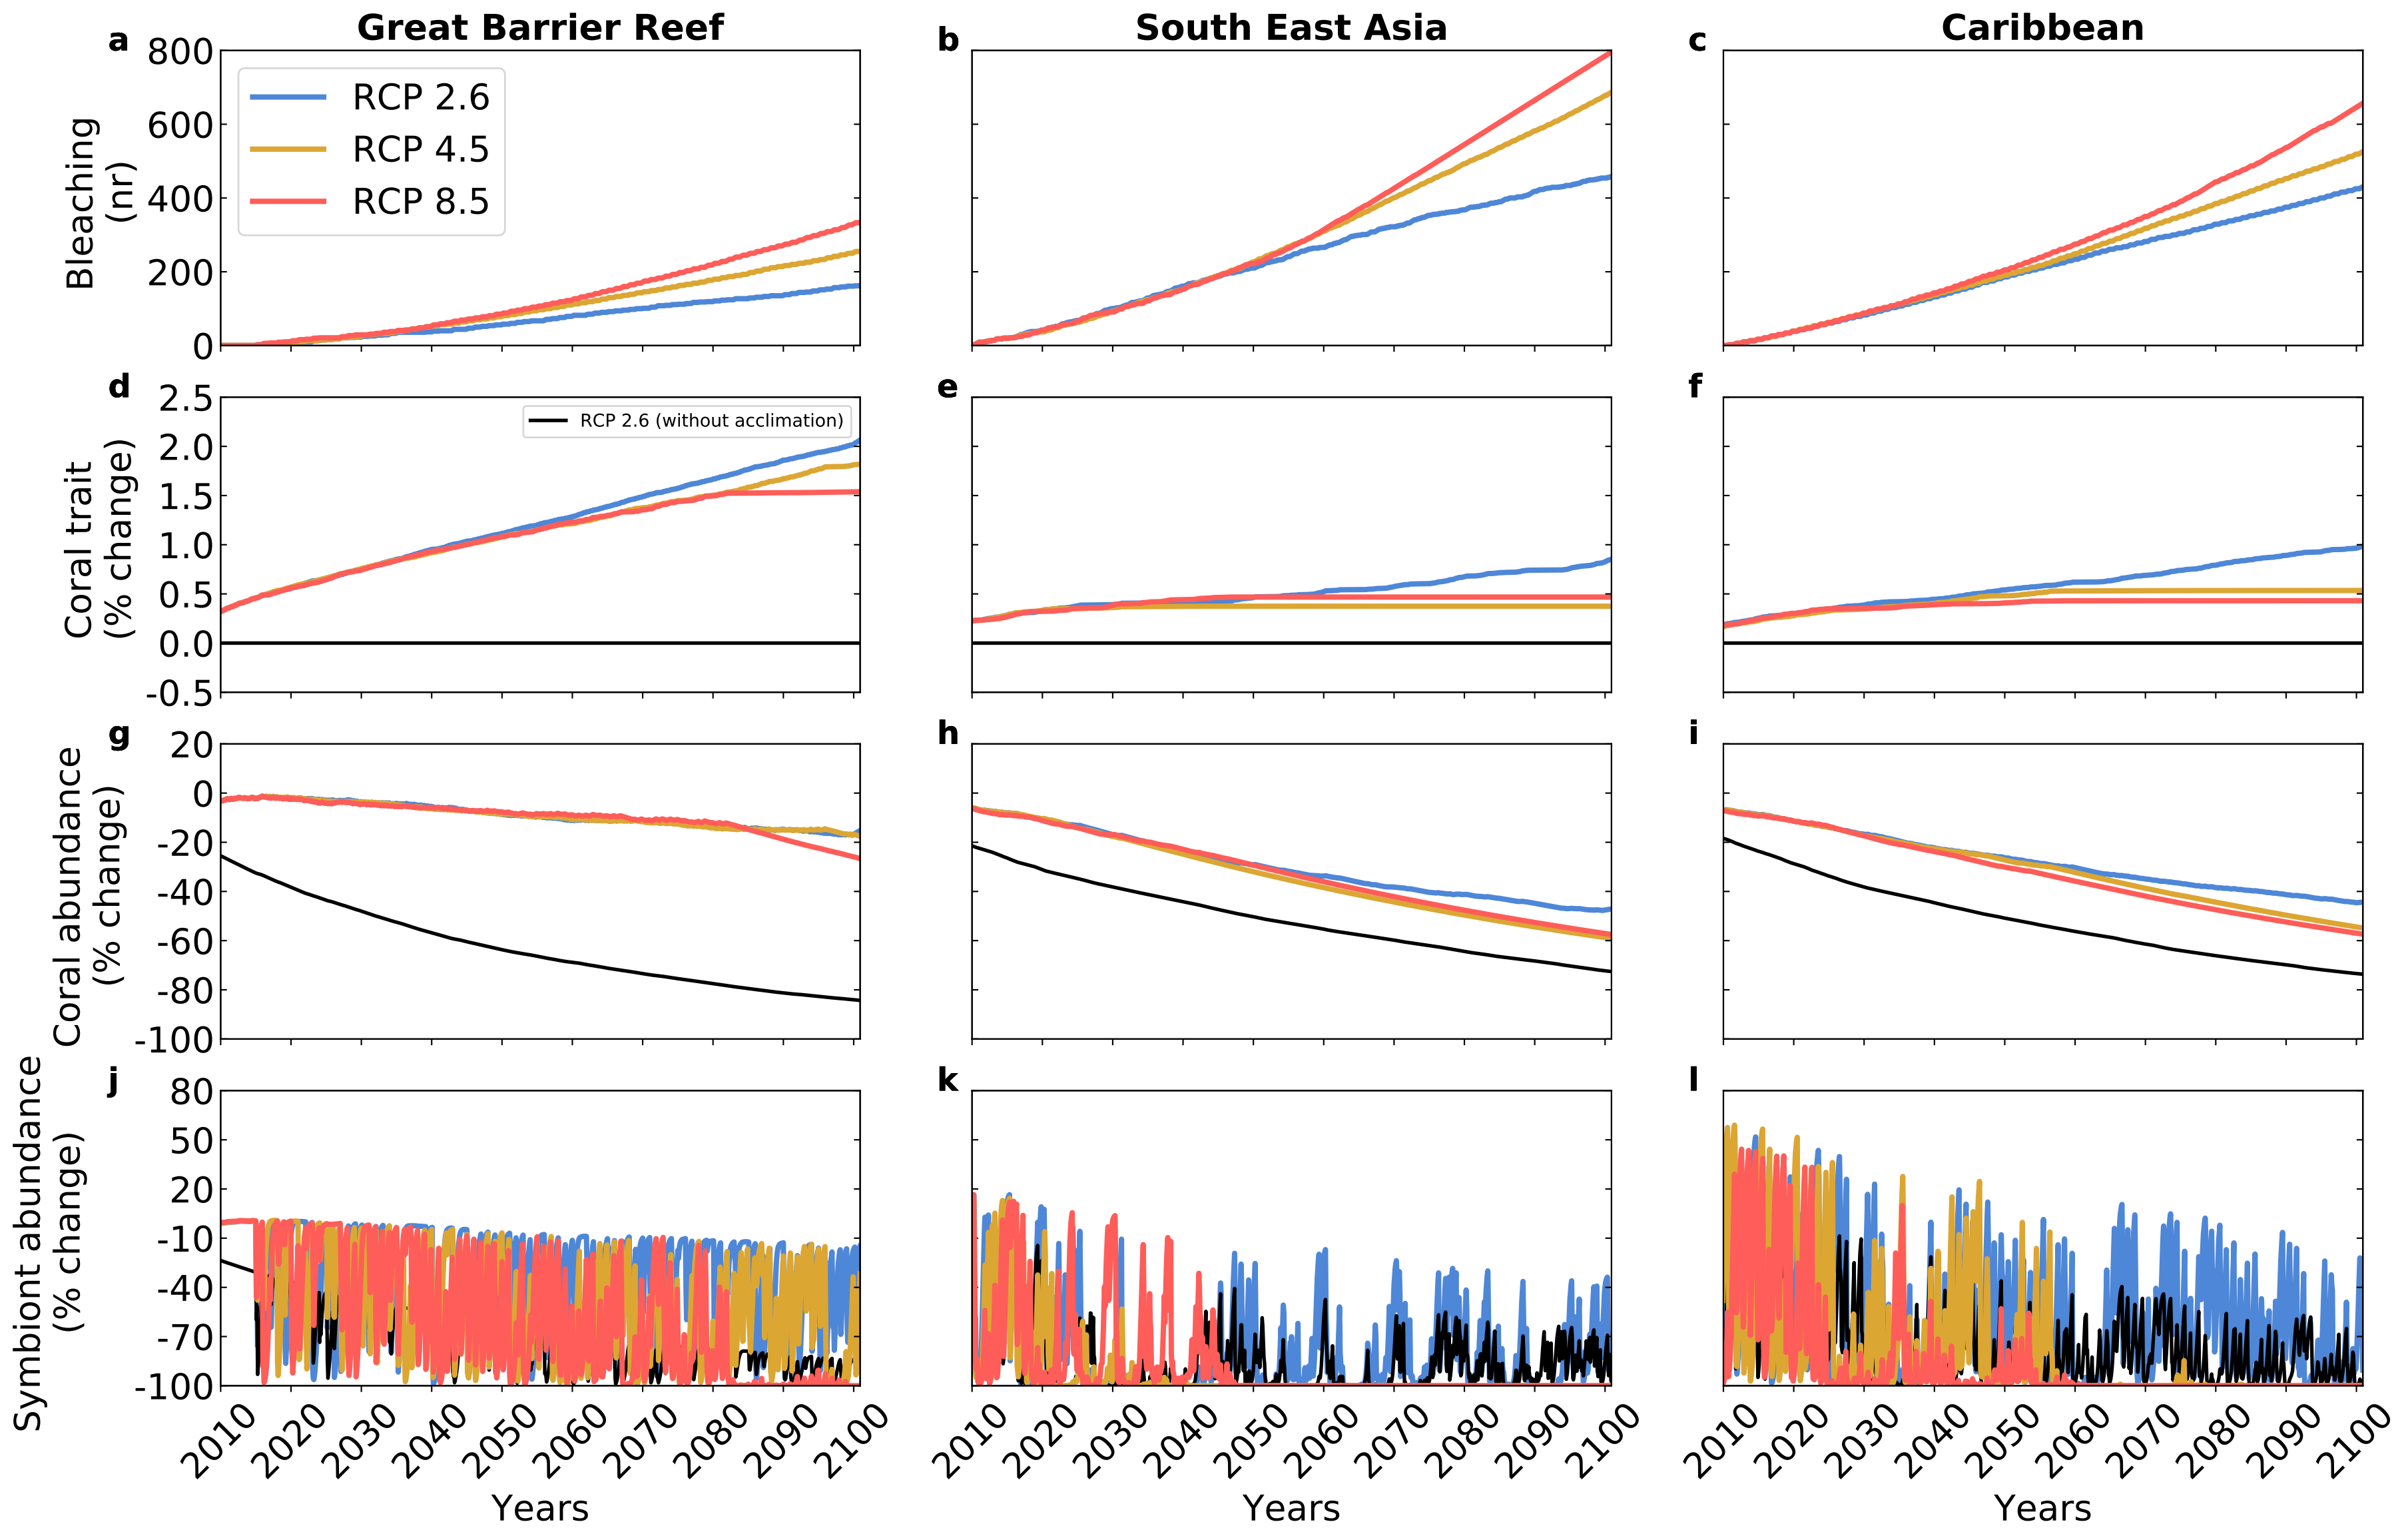 Great Barrier Reef
South East Asia
Caribbean
a
b
c
Bleaching
(nr)
800
600
400
200
0
RCP 2.6
RCP 4.5
RCP 8.5
d
e
f
Coral trait
(% change)
2.5
2.0
1.5
1.0
0.5
0.0
-0.5
RCP 2.6 (without acclimation)
g
h
i
Coral abundance
(% change)
20
0
-20
-40
-60
-80
-100
j
k
l
Symbiont abundance
(% change)
80
50
20
-10
-40
-70
-100
2010 2020 2030 2040 2050 2060 2070 2080 2090 2100
2010 2020 2030 2040 2050 2060 2070 2080 2090 2100
2010 2020 2030 2040 2050 2060 2070 2080 2090 2100
Years
Years
Years